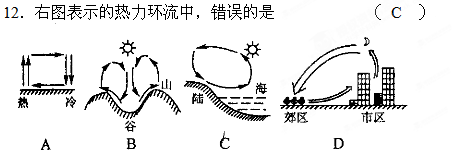 12．右图表示的热力环流中，错误的是 （ C ）
热 冷 谷 山 陆 海 郊区 市区
A B C D